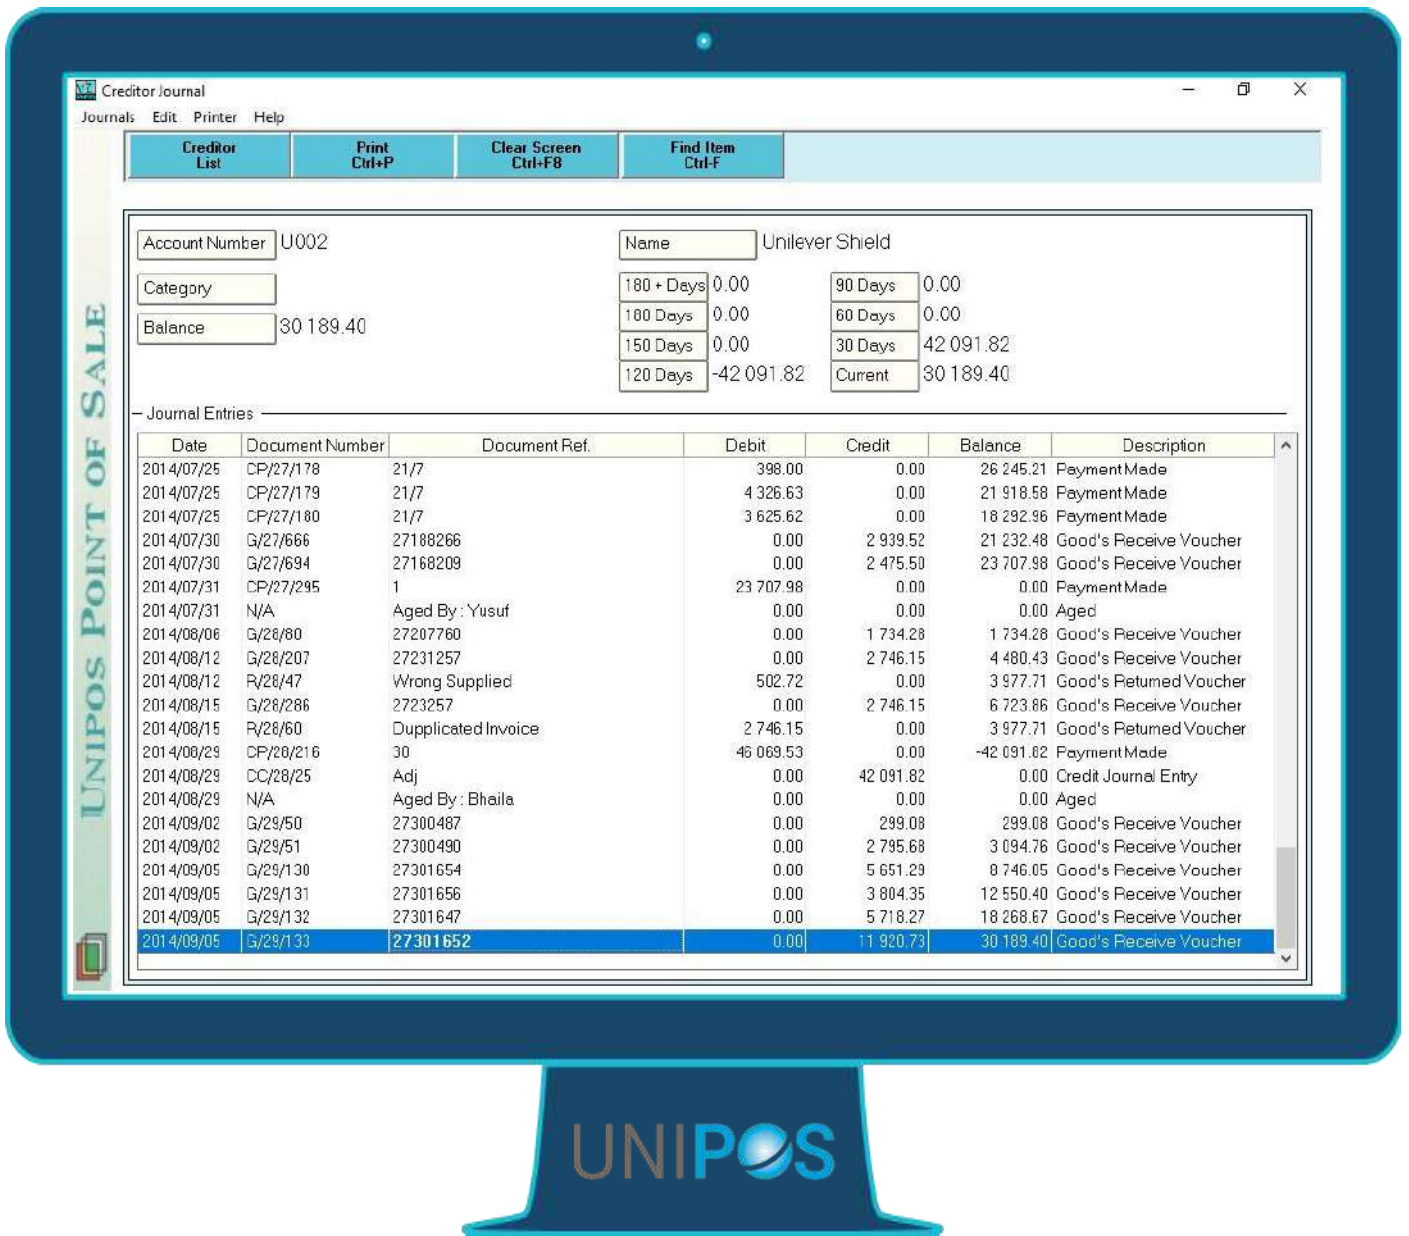 Creditor Journal
Journals Edit Printer Help
Creditor List
Print Ctrl+P
Clear Screen Ctrl+F8
Find Item Ctrl-F
UNIPOS POINT OF SALE
Account Number U002 Name Unilever Shield
Category 180 + Days 0.00 90 Days 0.00
Balance 30 189.40 180 Days 0.00 60 Days 0.00
150 Days 0.00 30 Days 42 091.82
120 Days -42 091.82 Current 30 189.40
Journal Entries
Date Document Number Document Ref. Debit Credit Balance Description
2014/07/25 CP/27/178 21/7 398.00 0.00 26 245.21 Payment Made
2014/07/25 CP/27/179 21/7 4 326.63 0.00 21 918.58 Payment Made
2014/07/25 CP/27/180 21/7 3 625.62 0.00 18 292.96 Payment Made
2014/07/30 G/27/666 27188266 0.00 2 939.52 21 232.48 Good's Receive Voucher
2014/07/30 G/27/694 27168209 0.00 2 475.50 23 707.98 Good's Receive Voucher
2014/07/31 CP/27/295 1 23 707.98 0.00 0.00 Payment Made
2014/07/31 N/A Aged By : Yusuf 0.00 0.00 0.00 Aged
2014/08/06 G/28/80 27207760 0.00 1 734.28 1 734.28 Good's Receive Voucher
2014/08/12 G/28/207 27231257 0.00 2 746.15 4 480.43 Good's Receive Voucher
2014/08/12 R/28/47 Wrong Supplied 502.72 0.00 3 977.71 Good's Returned Voucher
2014/08/15 G/28/286 2723257 0.00 2 746.15 6 723.86 Good's Receive Voucher
2014/08/15 R/28/60 Dupplicated Invoice 2 746.15 0.00 3 977.71 Good's Returned Voucher
2014/08/29 CP/28/216 30 46 069.53 0.00 -42 091.82 Payment Made
2014/08/29 CC/28/25 Adj 0.00 42 091.82 0.00 Credit Journal Entry
2014/08/29 N/A Aged By : Bhaila 0.00 0.00 0.00 Aged
2014/09/02 G/29/50 27300487 0.00 299.08 299.08 Good's Receive Voucher
2014/09/02 G/29/51 27300490 0.00 2 795.68 3 094.76 Good's Receive Voucher
2014/09/05 G/29/130 27301654 0.00 5 651.29 8 746.05 Good's Receive Voucher
2014/09/05 G/29/131 27301656 0.00 3 804.35 12 550.40 Good's Receive Voucher
2014/09/05 G/29/132 27301647 0.00 5 718.27 18 268.67 Good's Receive Voucher
2014/09/05 G/29/133 27301652 0.00 11 920.73 30 189.40 Good's Receive Voucher
UNIPOS